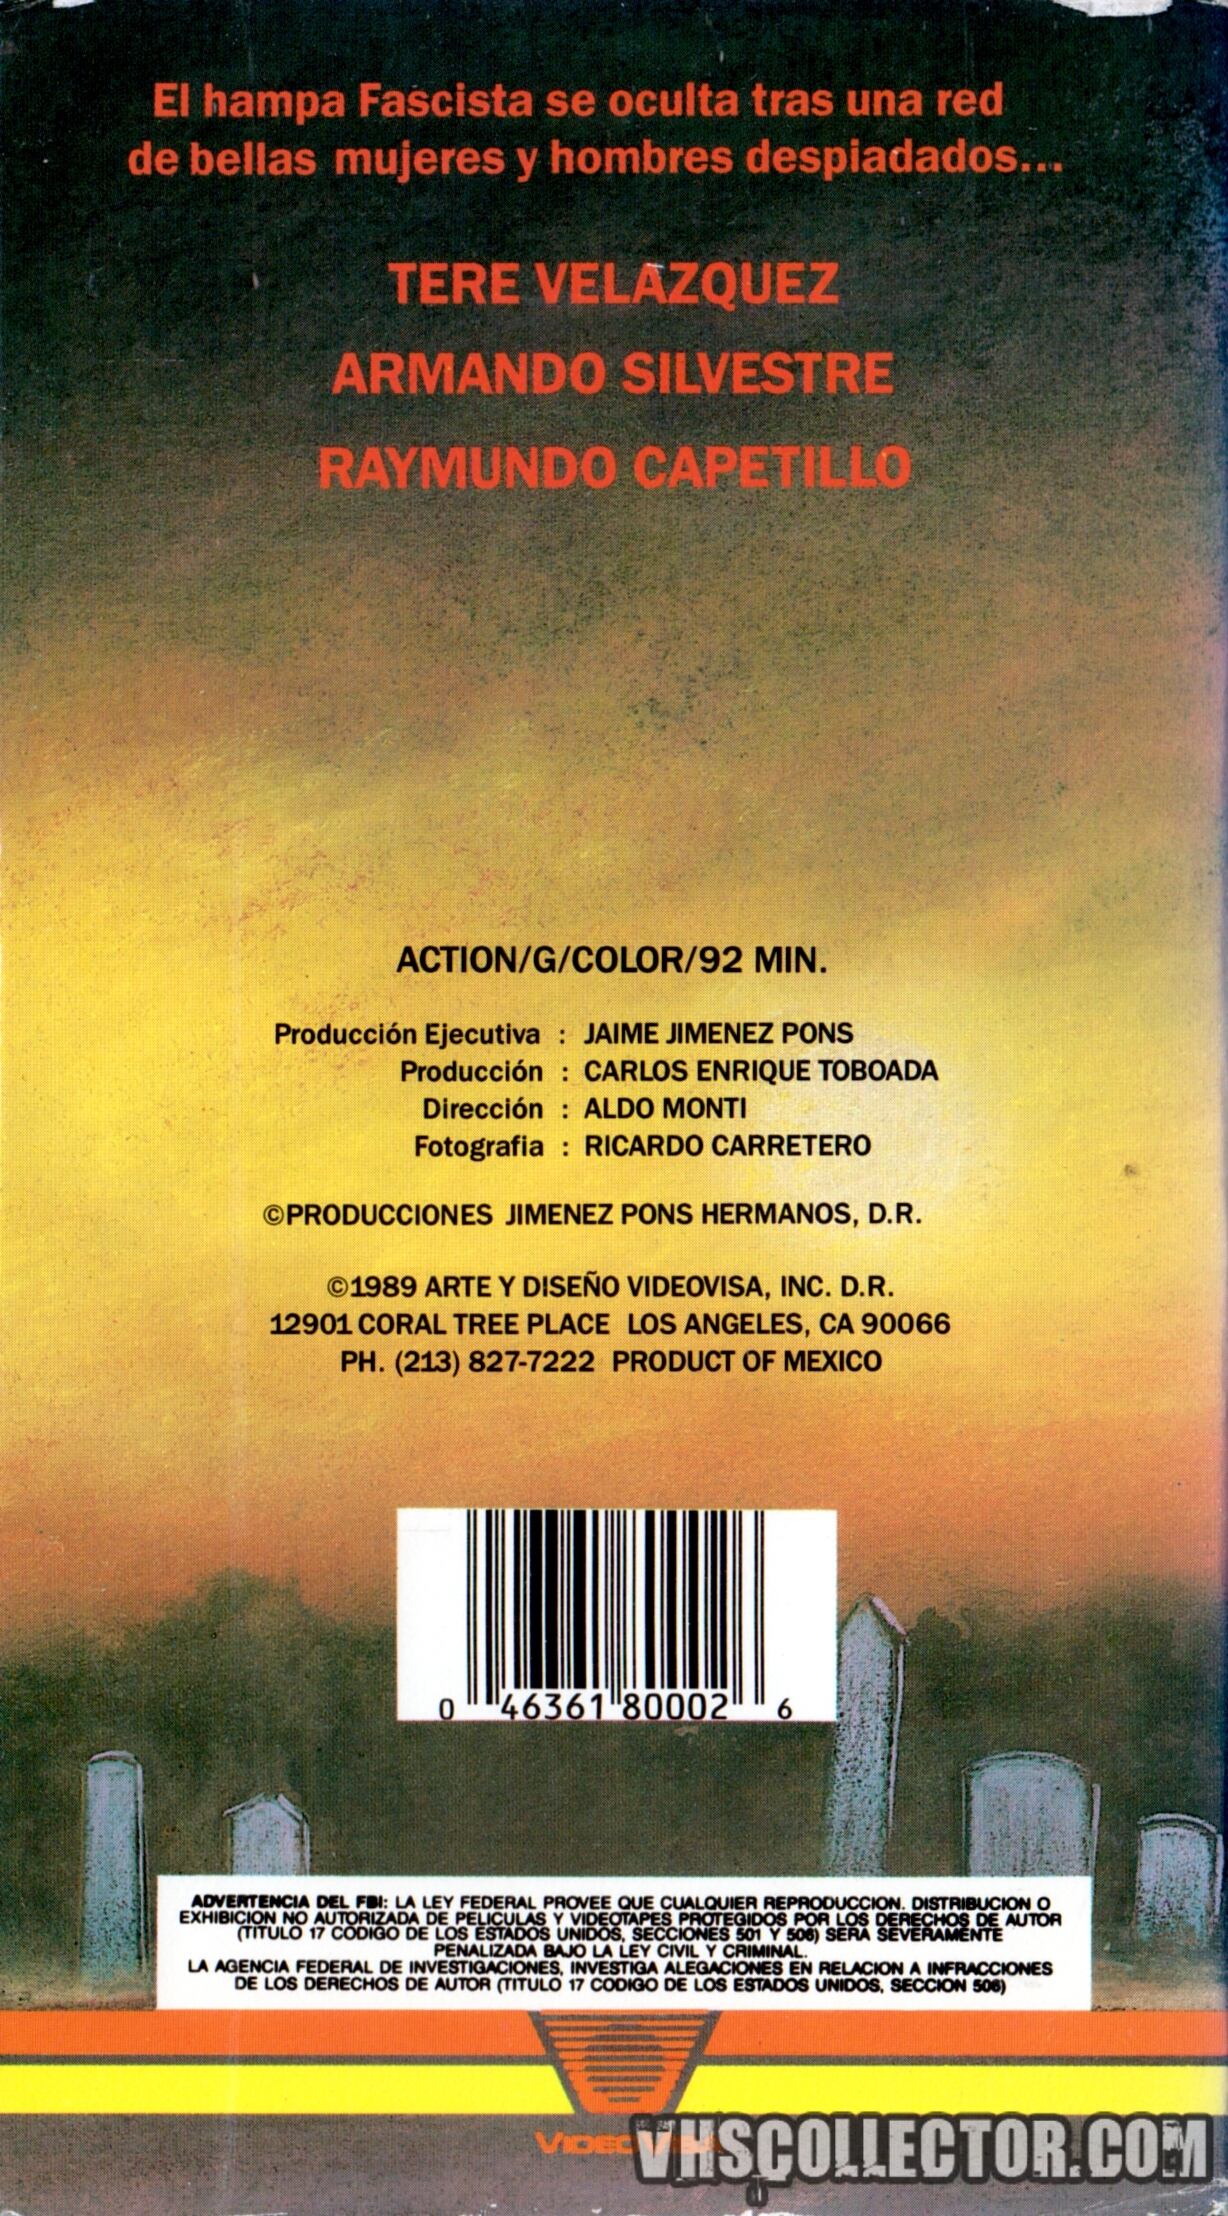 El hampa Fascista se oculta tras una red
de bellas mujeres y hombres despiadados...
TERE VELAZQUEZ
ARMANDO SILVESTRE
RAYMUNDO CAPETILLO
ACTION/G/COLOR/92 MIN.
Producción Ejecutiva : JAIME JIMENEZ PONS
Producción : CARLOS ENRIQUE TOBOADA
Dirección : ALDO MONTI
Fotografia : RICARDO CARRETERO
©PRODUCCIONES JIMENEZ PONS HERMANOS, D.R.
©1989 ARTE Y DISEÑO VIDEOVISA, INC. D.R.
12901 CORAL TREE PLACE LOS ANGELES, CA 90066
PH. (213) 827-7222 PRODUCT OF MEXICO
0 46361 80002 6
ADVERTENCIA DEL FBI: LA LEY FEDERAL PROVEE QUE CUALQUIER REPRODUCCION. DISTRIBUCION O
EXHIBICION NO AUTORIZADA DE PELICULAS Y VIDEOTAPES PROTEGIDOS POR LOS DERECHOS DE AUTOR
(TITULO 17 CODIGO DE LOS ESTADOS UNIDOS, SECCIONES 501 Y 506) SERA SEVERAMENTE
PENALIZADA BAJO LA LEY CIVIL Y CRIMINAL.
LA AGENCIA FEDERAL DE INVESTIGACIONES, INVESTIGA ALEGACIONES EN RELACION A INFRACCIONES
DE LOS DERECHOS DE AUTOR (TITULO 17 CODIGO DE LOS ESTADOS UNIDOS, SECCION 506)
VIDEOVISA
VHSCOLLECTOR.COM